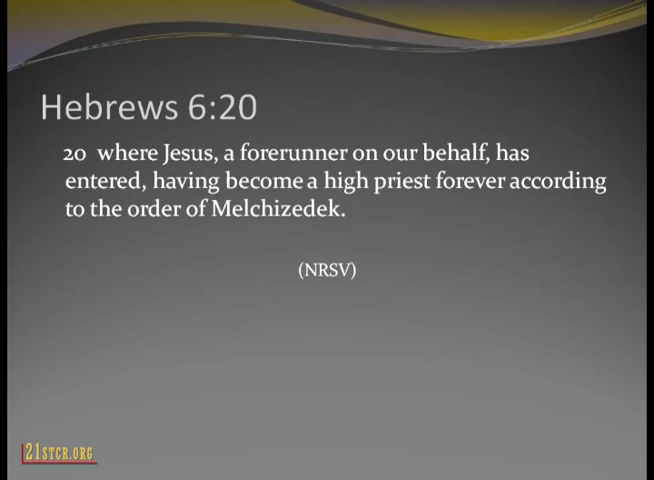 Hebrews 6:20
20 where Jesus, a forerunner on our behalf, has
entered, having become a high priest forever according
to the order of Melchizedek.
(NRSV)
21STCR.ORG